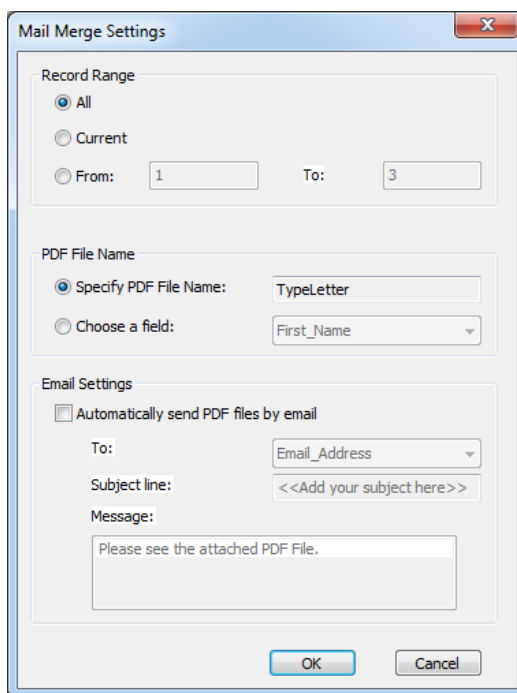 Mail Merge Settings
Record Range
All
Current
From: 1 To: 3
PDF File Name
Specify PDF File Name: TypeLetter
Choose a field: First_Name
Email Settings
Automatically send PDF files by email
To: Email_Address
Subject line: <<Add your subject here>>
Message:
Please see the attached PDF File.
OK Cancel